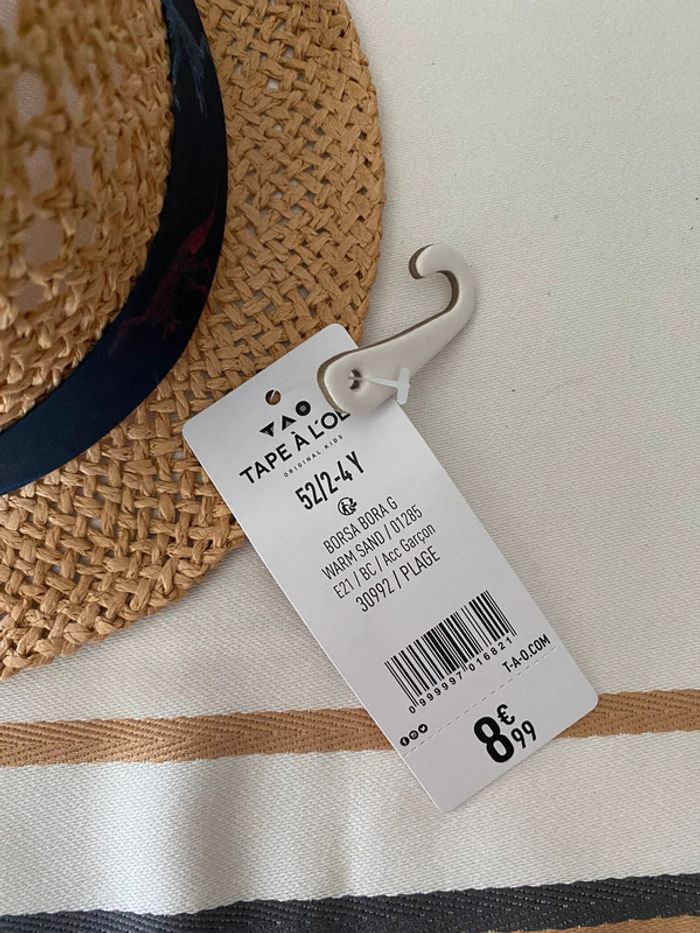 TAO
TAPE À L'OE
ORIGINAL KIDS
52/2-4 Y
BORSA BORA G
WARM SAND / 01285
E21 / BC / Acc Garçon
30992 / PLAGE
0 999997 016821
T-A-O.COM
8€99